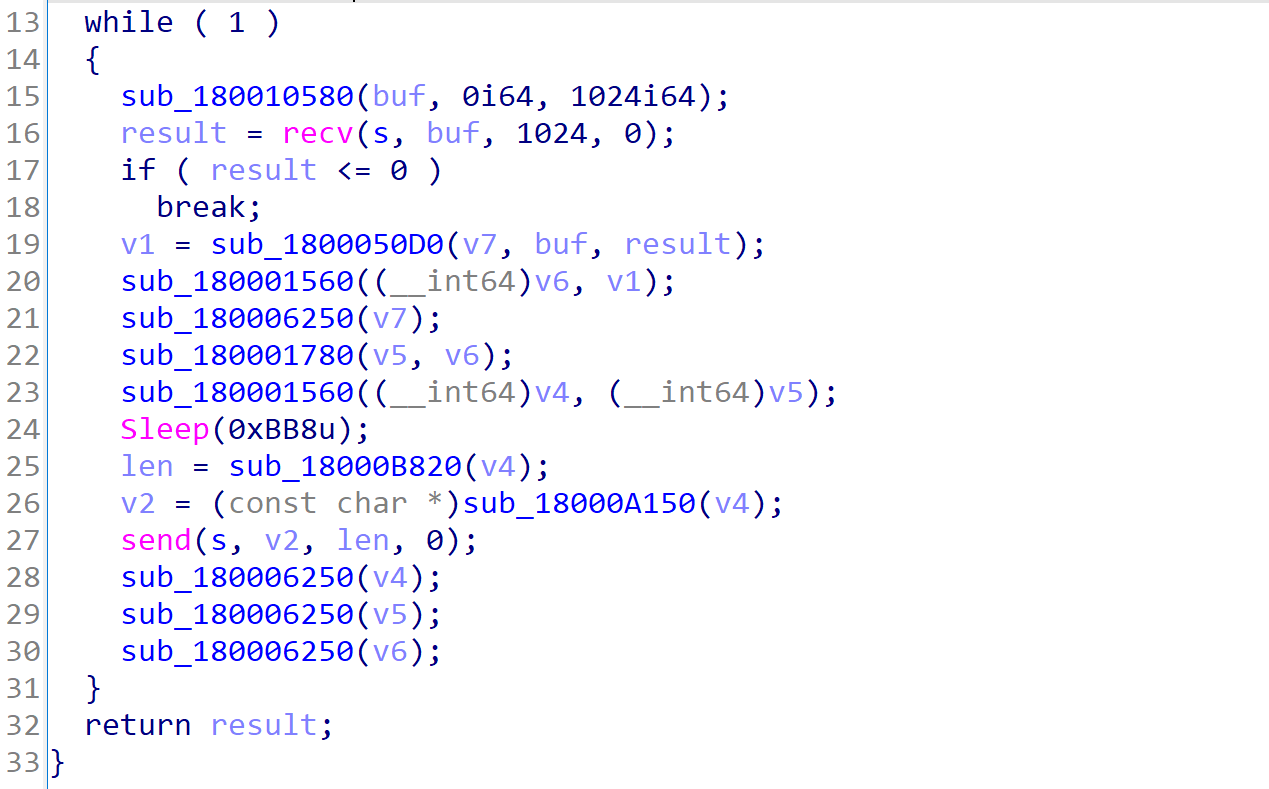 13 while ( 1 )
14 {
15 sub_180010580(buf, 0i64, 1024i64);
16 result = recv(s, buf, 1024, 0);
17 if ( result <= 0 )
18 break;
19 v1 = sub_1800050D0(v7, buf, result);
20 sub_180001560((__int64)v6, v1);
21 sub_180006250(v7);
22 sub_180001780(v5, v6);
23 sub_180001560((__int64)v4, (__int64)v5);
24 Sleep(0xBB8u);
25 len = sub_18000B820(v4);
26 v2 = (const char *)sub_18000A150(v4);
27 send(s, v2, len, 0);
28 sub_180006250(v4);
29 sub_180006250(v5);
30 sub_180006250(v6);
31 }
32 return result;
33 }